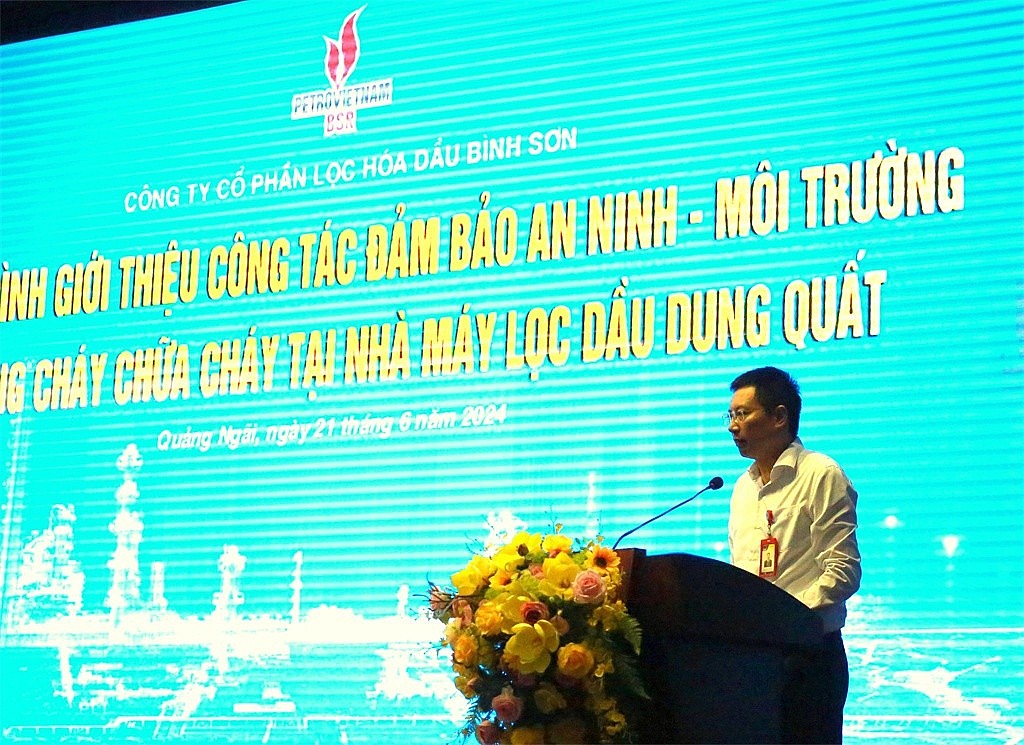 PETROVIETNAM
BSR
CÔNG TY CỔ PHẦN LỌC HÓA DẦU BÌNH SƠN
GIỚI THIỆU CÔNG TÁC ĐẢM BẢO AN NINH - MÔI TRƯỜNG
CHÁY CHỮA CHÁY TẠI NHÀ MÁY LỌC DẦU DUNG QUẤT
Quảng Ngãi, ngày 21 tháng 6 năm 2024